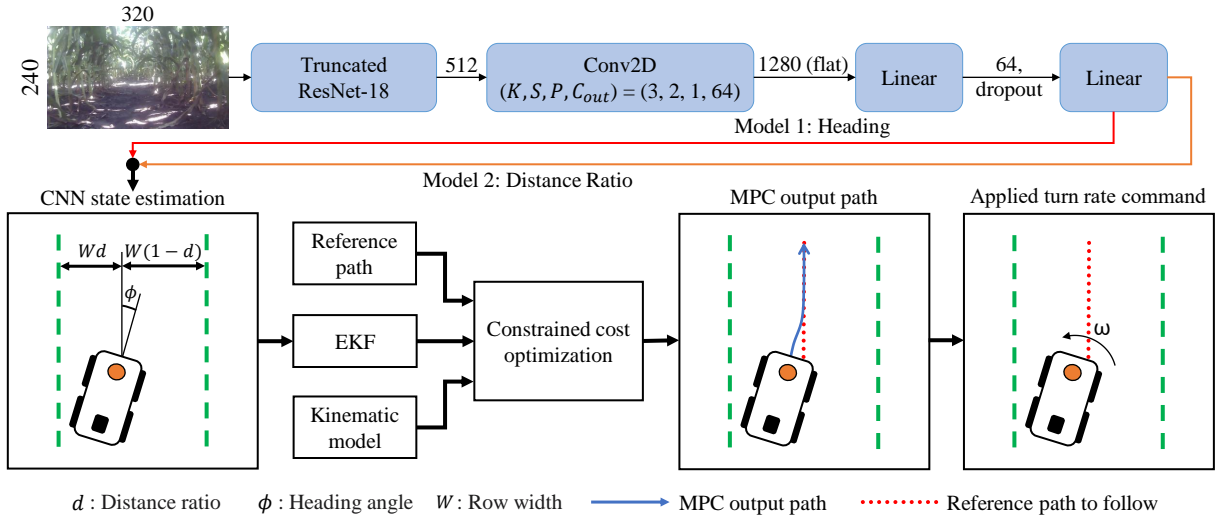 320
240
Truncated
ResNet-18
512
Conv2D
(K, S, P, C_out) = (3, 2, 1, 64)
1280 (flat)
Linear
64,
dropout
Linear
Model 1: Heading
Model 2: Distance Ratio
CNN state estimation
Wd
W(1 − d)
ϕ
Reference
path
EKF
Kinematic
model
Constrained cost
optimization
MPC output path
Applied turn rate command
ω
d : Distance ratio
ϕ : Heading angle
W: Row width
MPC output path
Reference path to follow